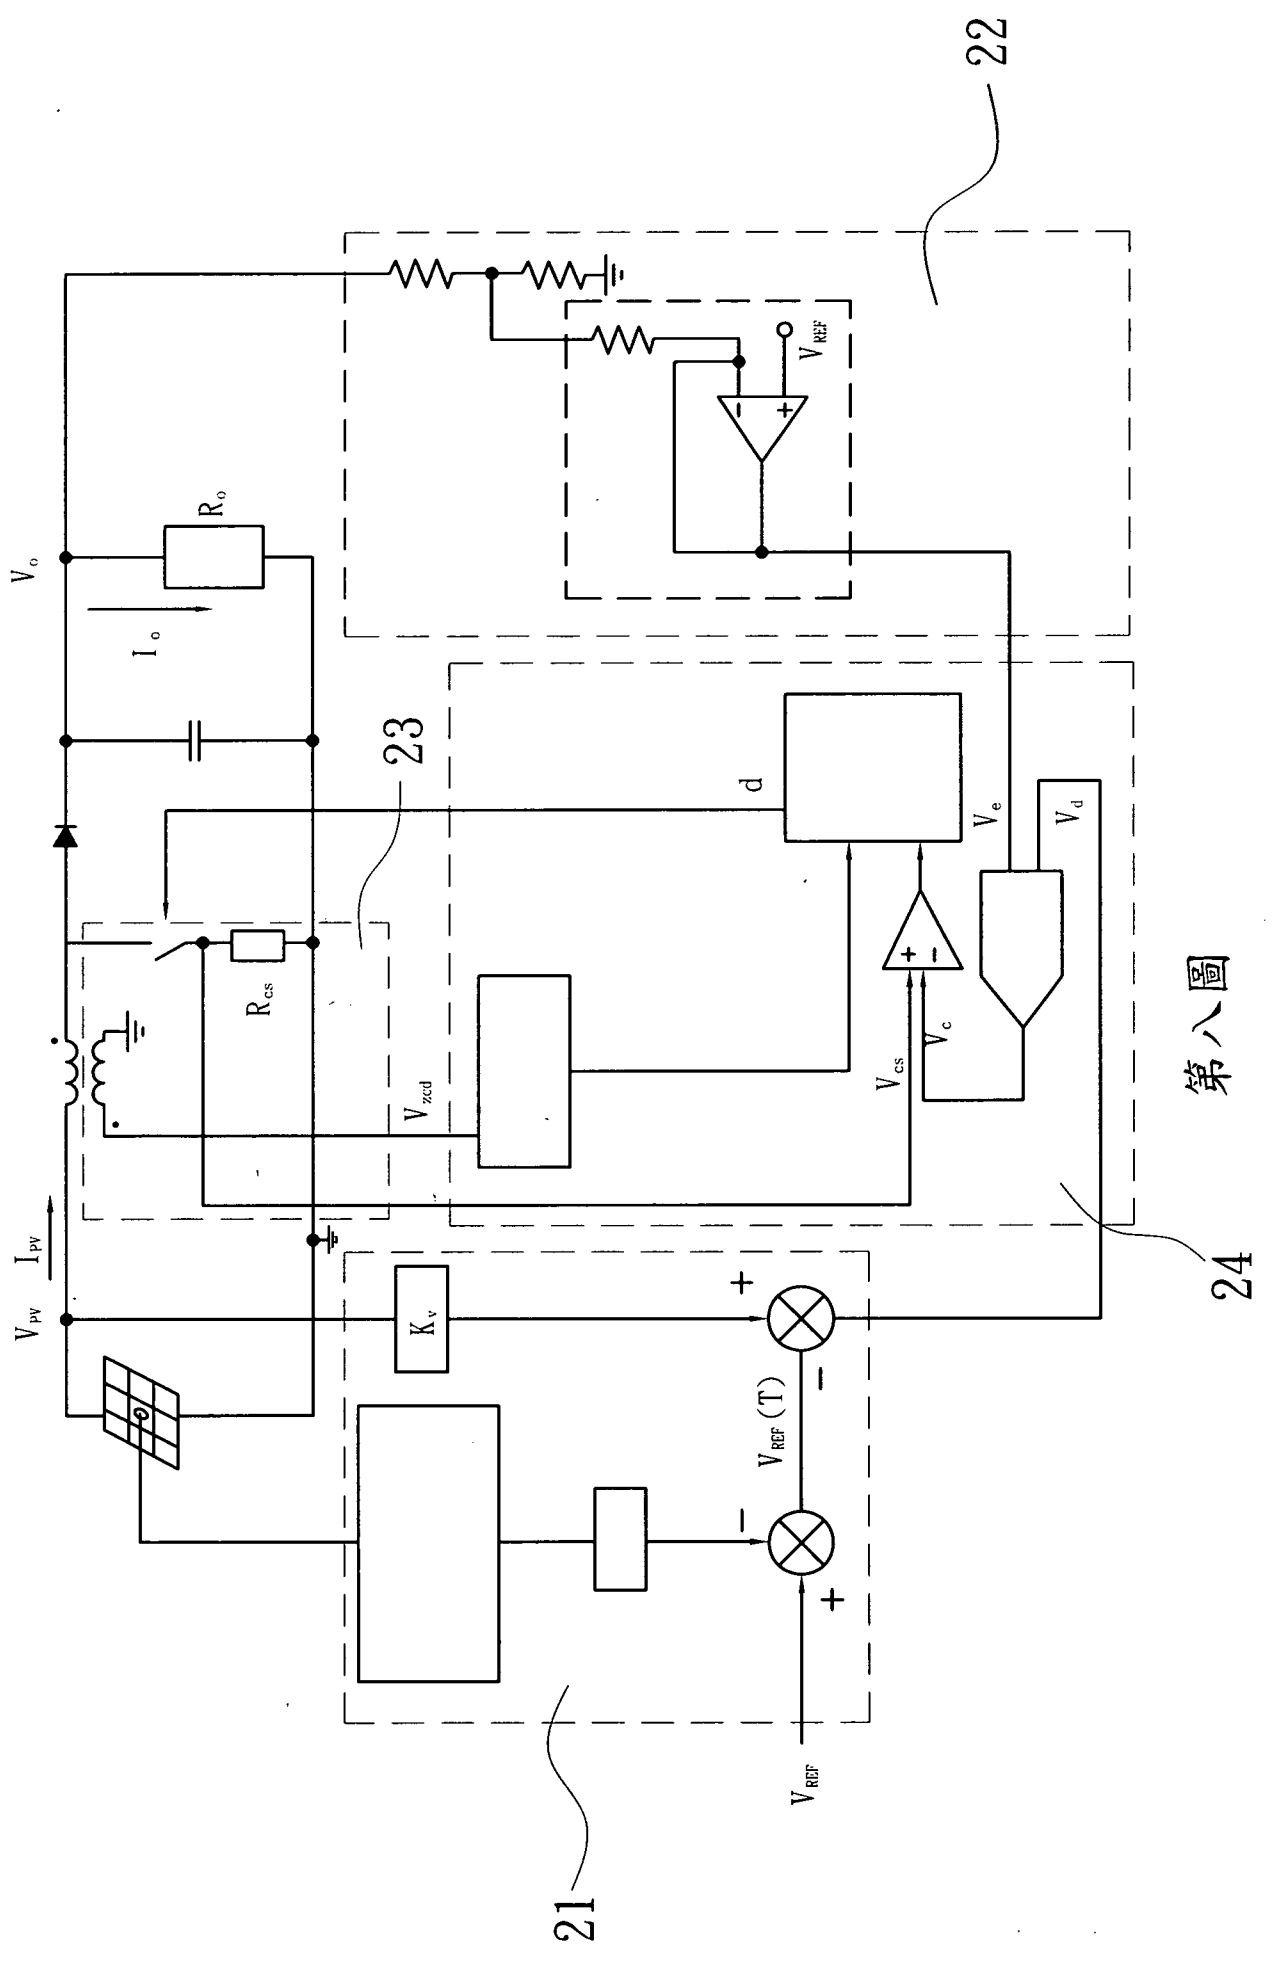 V_PV
I_PV
V_o
I_o
R_o
R_cs
23
22
V_zcd
K_v
d
V_REF
-
+
V_cs
V_c
+
-
V_e
V_d
+
-
V_REF(T)
-
+
V_REF
21
24
第八圖